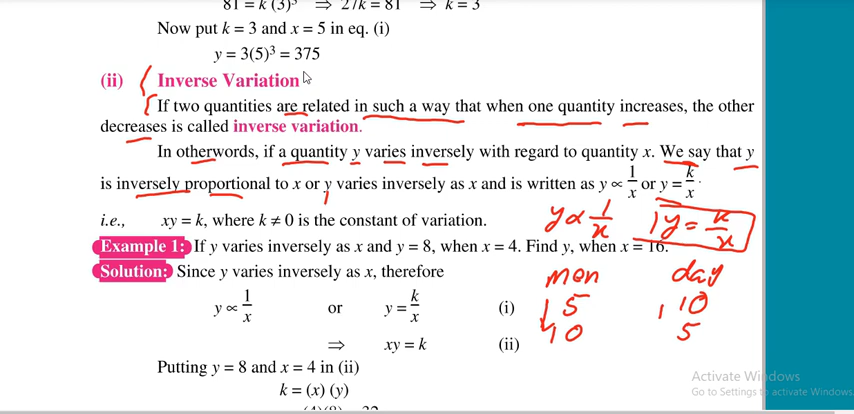 81 = k (3)³ ⇒ 27k = 81 ⇒ k = 3
Now put k = 3 and x = 5 in eq. (i)
y = 3(5)³ = 375
(ii) Inverse Variation
If two quantities are related in such a way that when one quantity increases, the other
decreases is called inverse variation.
In otherwords, if a quantity y varies inversely with regard to quantity x. We say that y
is inversely proportional to x or y varies inversely as x and is written as y ∝ 1/x or y = k/x.
i.e., xy = k, where k ≠ 0 is the constant of variation.
y ∝ 1/x y = k/x
Example 1: If y varies inversely as x and y = 8, when x = 4. Find y, when x = 16.
Solution: Since y varies inversely as x, therefore
men day
y ∝ 1/x or y = k/x (i)
5 10
⇒ xy = k (ii)
10 5
Putting y = 8 and x = 4 in (ii)
k = (x) (y)
Activate Windows
Go to Settings to activate Windows.